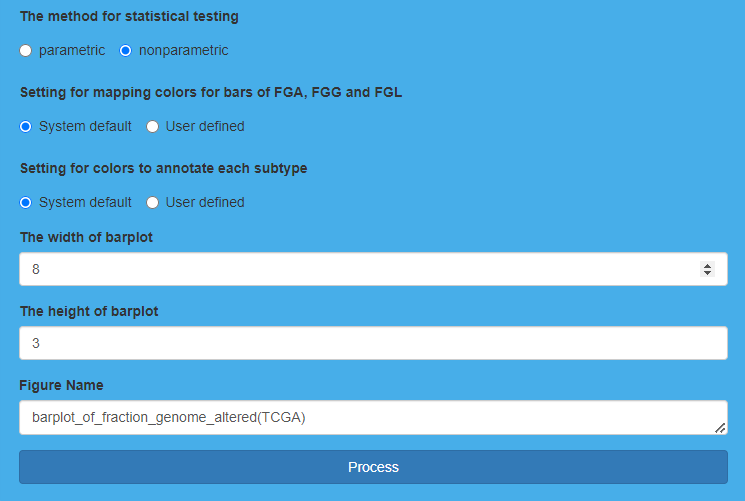 The method for statistical testing
parametric nonparametric
Setting for mapping colors for bars of FGA, FGG and FGL
System default User defined
Setting for colors to annotate each subtype
System default User defined
The width of barplot
8
The height of barplot
3
Figure Name
barplot_of_fraction_genome_altered(TCGA)
Process